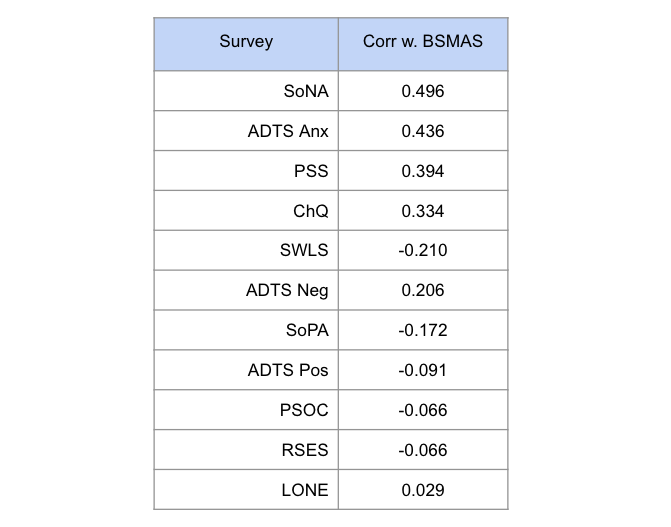 Survey Corr w. BSMAS
SoNA 0.496
ADTS Anx 0.436
PSS 0.394
ChQ 0.334
SWLS -0.210
ADTS Neg 0.206
SoPA -0.172
ADTS Pos -0.091
PSOC -0.066
RSES -0.066
LONE 0.029